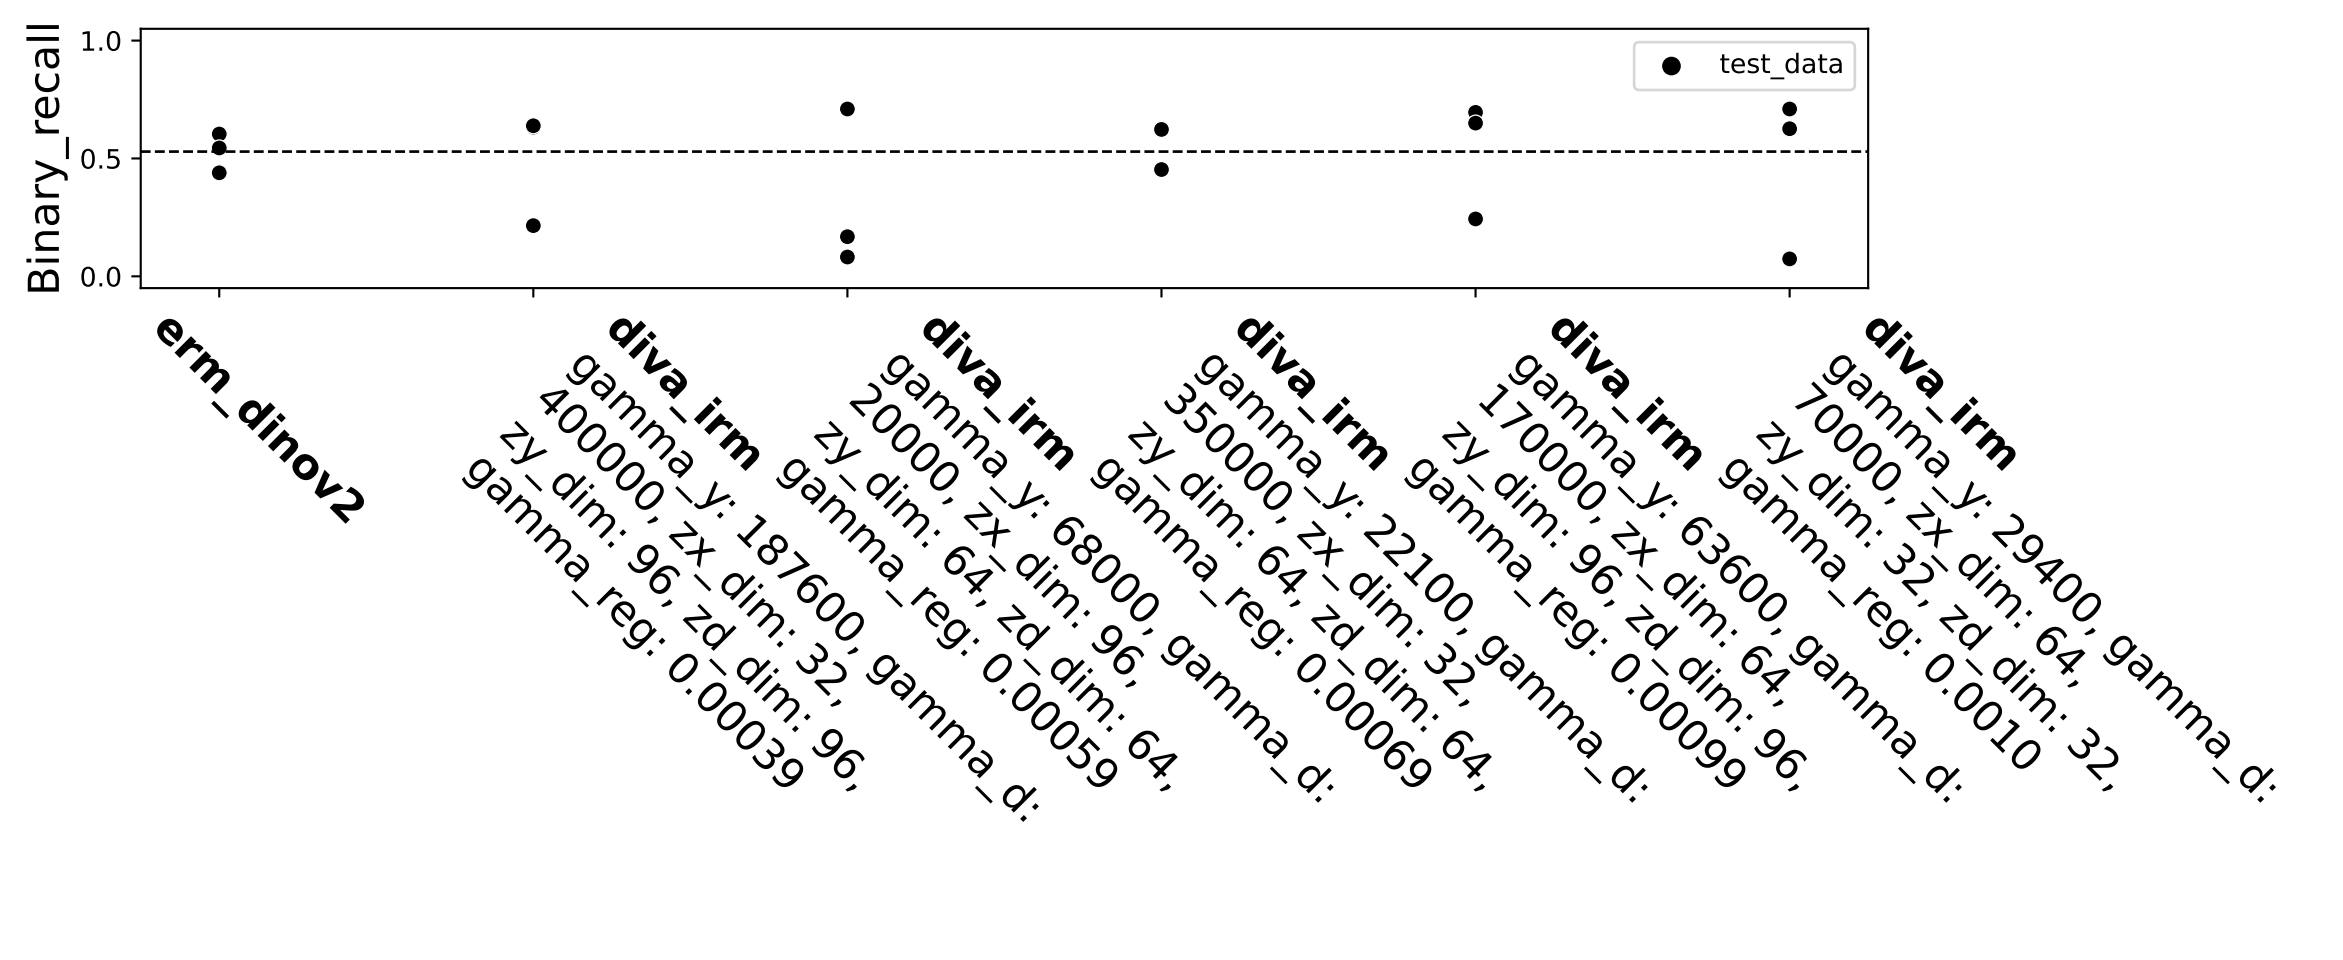 Binary_recall
1.0
0.5
0.0
test_data
erm_dinov2
diva_irm
gamma_y: 187600, gamma_d:
400000, zx_dim: 32,
zy_dim: 96, zd_dim: 96,
gamma_reg: 0.00039
diva_irm
gamma_y: 68000, gamma_d:
20000, zx_dim: 96,
zy_dim: 64, zd_dim: 64,
gamma_reg: 0.00059
diva_irm
gamma_y: 22100, gamma_d:
350000, zx_dim: 32,
zy_dim: 64, zd_dim: 64,
gamma_reg: 0.00069
diva_irm
gamma_y: 63600, gamma_d:
170000, zx_dim: 64,
zy_dim: 96, zd_dim: 96,
gamma_reg: 0.00099
diva_irm
gamma_y: 29400, gamma_d:
70000, zx_dim: 64,
zy_dim: 32, zd_dim: 32,
gamma_reg: 0.0010